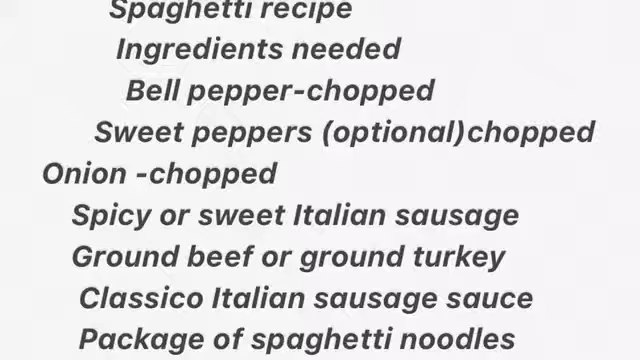 Spaghetti recipe
Ingredients needed
Bell pepper-chopped
Sweet peppers (optional)chopped
Onion -chopped
Spicy or sweet Italian sausage
Ground beef or ground turkey
Classico Italian sausage sauce
Package of spaghetti noodles